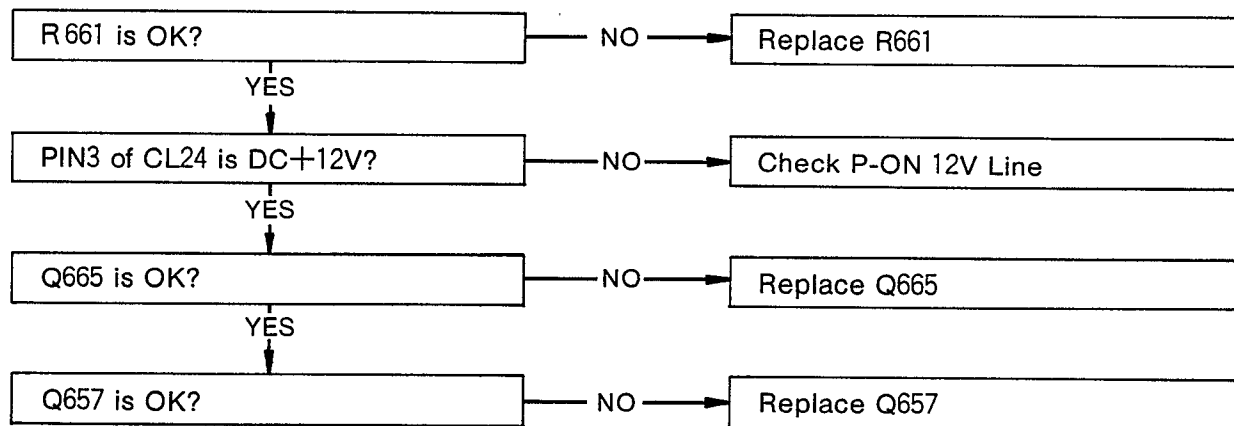 R661 is OK?
NO
Replace R661
YES
PIN3 of CL24 is DC+12V?
NO
Check P-ON 12V Line
YES
Q665 is OK?
NO
Replace Q665
YES
Q657 is OK?
NO
Replace Q657